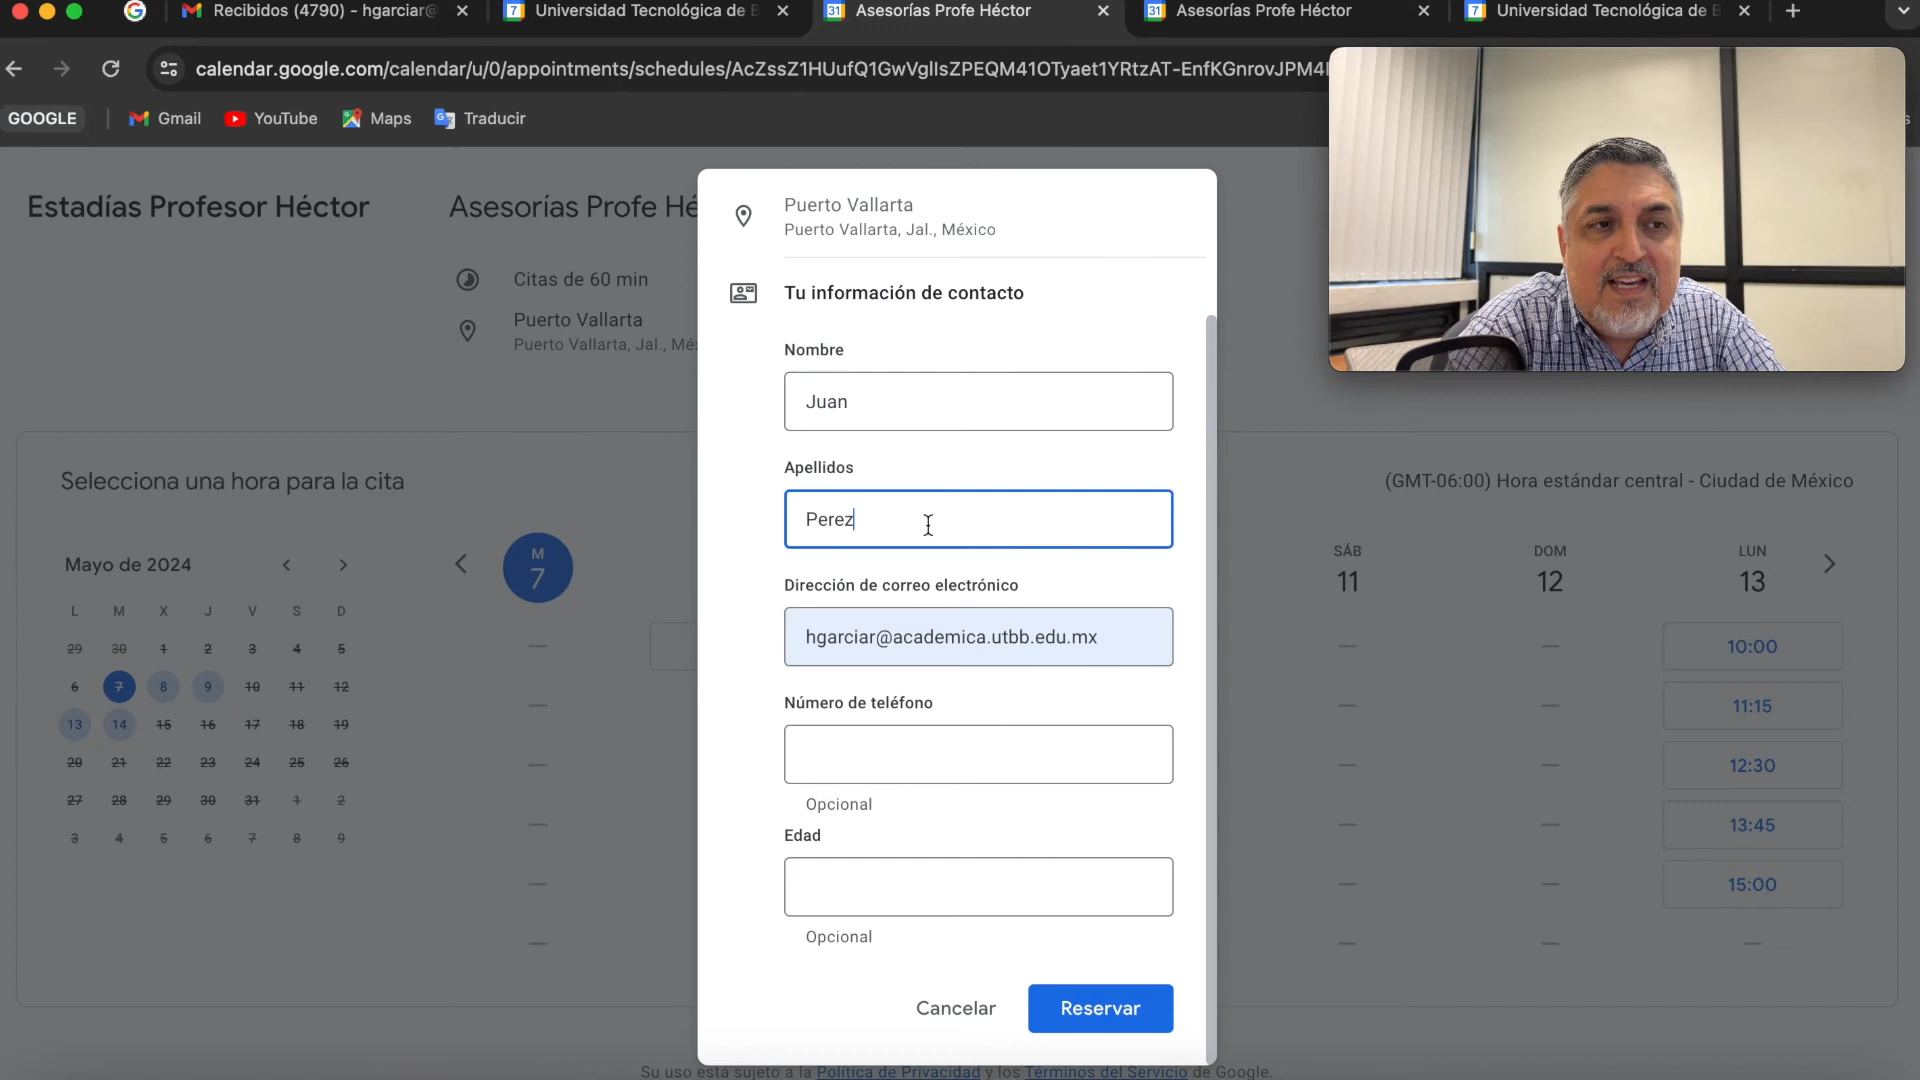 Recibidos (4790) - hgarciar@
Universidad Tecnológica de B
Asesorías Profe Héctor
Asesorías Profe Héctor
Universidad Tecnológica de B
calendar.google.com/calendar/u/0/appointments/schedules/AcZssZ1HUufQ1GwVglIsZPEQM41OTyaet1YRtzAT-EnfKGnrovJPM4
GOOGLE
Gmail
YouTube
Maps
Traducir
Estadías Profesor Héctor
Asesorías Profe Hé
Citas de 60 min
Puerto Vallarta
Puerto Vallarta, Jal., Mé
Puerto Vallarta
Puerto Vallarta, Jal., México
Tu información de contacto
Nombre
Juan
Apellidos
Perez
Dirección de correo electrónico
hgarciar@academica.utbb.edu.mx
Número de teléfono
Opcional
Edad
Opcional
Cancelar
Reservar
Selecciona una hora para la cita
(GMT-06:00) Hora estándar central - Ciudad de México
Mayo de 2024
L M X J V S D
29 30 1 2 3 4 5
6 7 8 9 10 11 12
13 14 15 16 17 18 19
20 21 22 23 24 25 26
27 28 29 30 31 1 2
3 4 5 6 7 8 9
M
7
SÁB
11
DOM
12
LUN
13
10:00
11:15
12:30
13:45
15:00
Su uso está sujeto a la Política de Privacidad y los Términos del Servicio de Google.